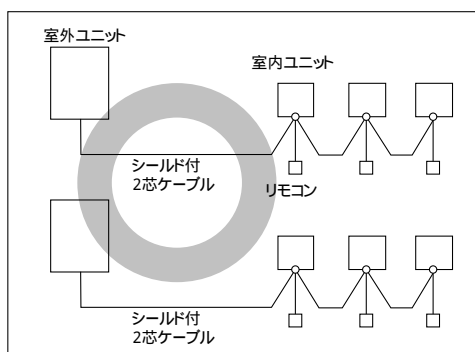 室外ユニット
室内ユニット
シールド付
2芯ケーブル
リモコン
シールド付
2芯ケーブル